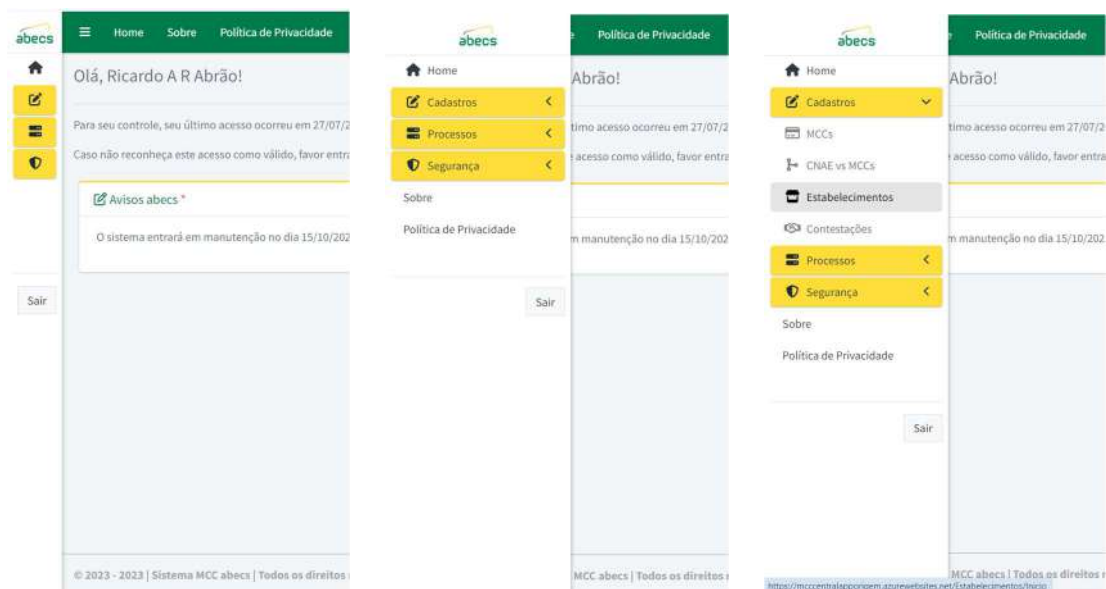 abecs
Home Sobre Política de Privacidade
Olá, Ricardo A R Abrão!
Para seu controle, seu último acesso ocorreu em 27/07/2
Caso não reconheça este acesso como válido, favor entra
Avisos abecs *
O sistema entrará em manutenção no dia 15/10/202
Sair
© 2023 - 2023 | Sistema MCC abecs | Todos os direitos
abecs
Política de Privacidade
Home
Abrão!
Cadastros
timo acesso ocorreu em 27/07/2
Processos
acesso como válido, favor entra
Segurança
Sobre
Política de Privacidade
m manutenção no dia 15/10/202
Sair
MCC abecs | Todos os direitos
abecs
Política de Privacidade
Home
Abrão!
Cadastros
timo acesso ocorreu em 27/07/2
MCCs
acesso como válido, favor entra
CNAE vs MCCs
Estabelecimentos
Contestações
m manutenção no dia 15/10/202
Processos
Segurança
Sobre
Política de Privacidade
Sair
MCC abecs | Todos os direitos